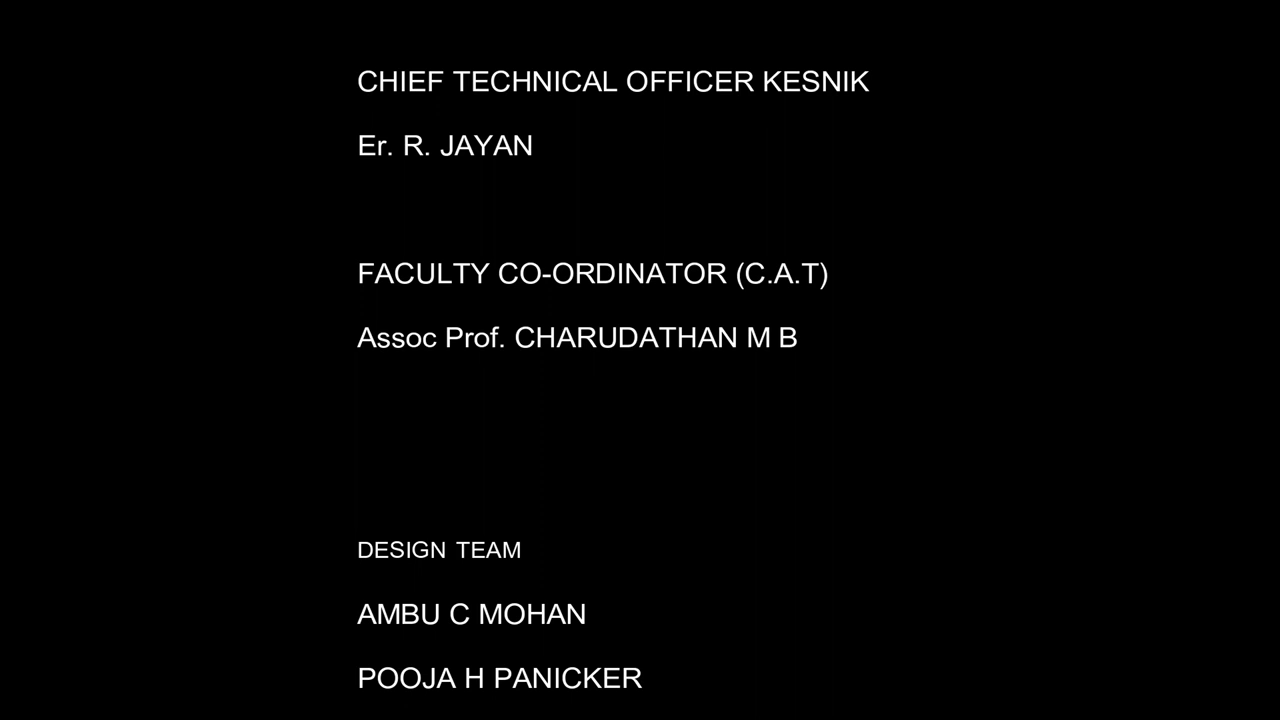 CHIEF TECHNICAL OFFICER KESNIK
Er. R. JAYAN
FACULTY CO-ORDINATOR (C.A.T)
Assoc Prof. CHARUDATHAN M B
DESIGN TEAM
AMBU C MOHAN
POOJA H PANICKER